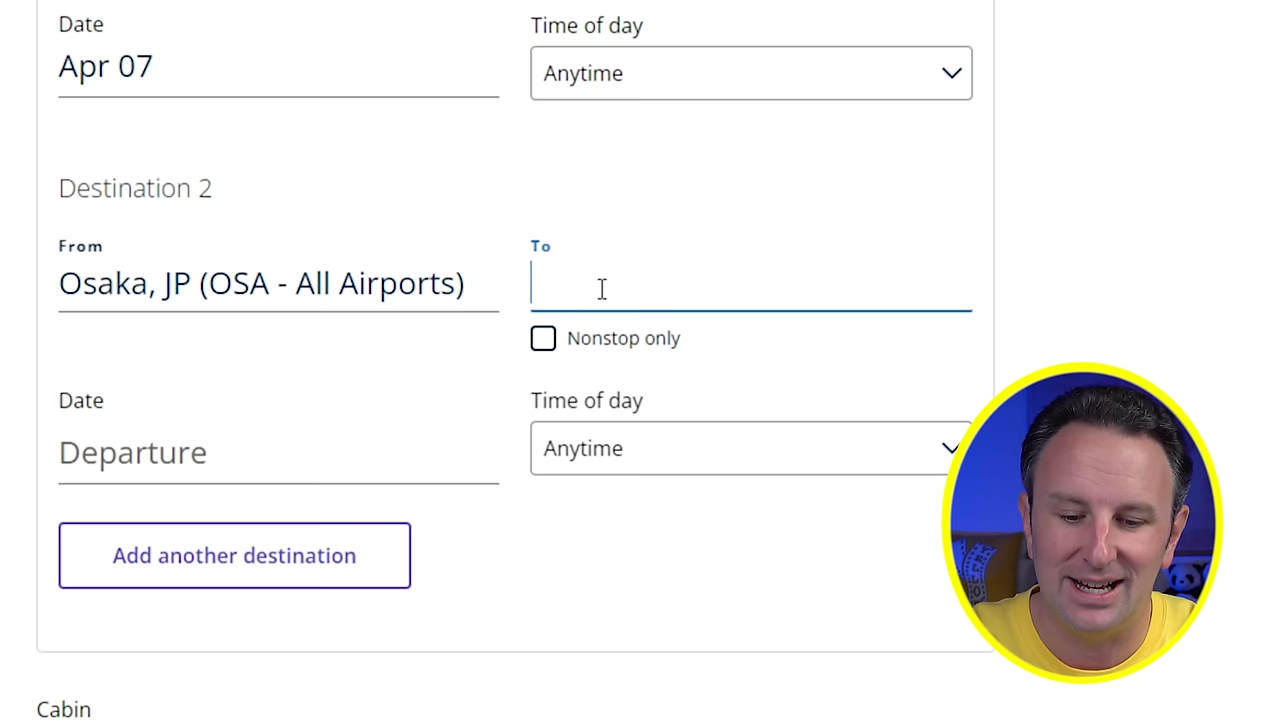 Date
Time of day
Apr 07
Anytime
Destination 2
From
To
Osaka, JP (OSA - All Airports)
Nonstop only
Date
Time of day
Departure
Anytime
Add another destination
Cabin